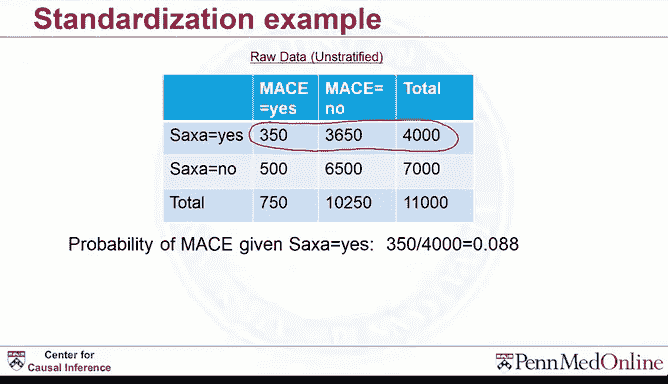 Standardization example
Raw Data (Unstratified)
MACE =yes MACE= no Total
Saxa=yes 350 3650 4000
Saxa=no 500 6500 7000
Total 750 10250 11000
Probability of MACE given Saxa=yes: 350/4000=0.088
Center for
Causal Inference
PennMedOnline